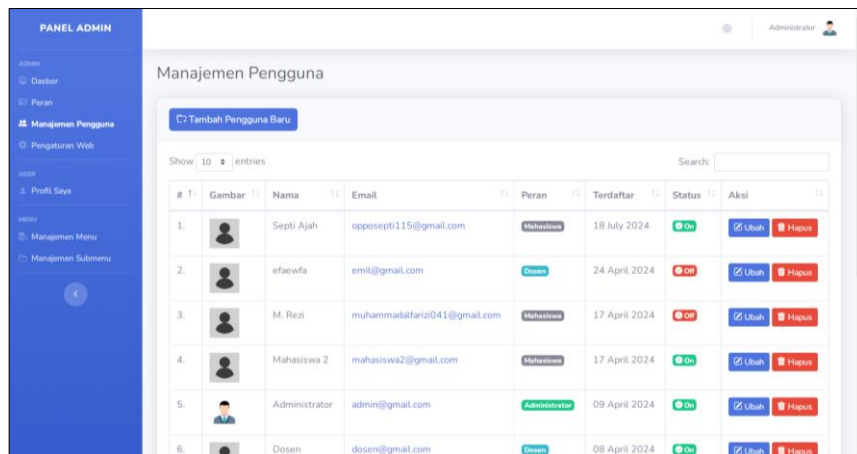 PANEL ADMIN
Administrator
ADMIN
Dasbor
Peran
Manajemen Pengguna
Pengaturan Web
USER
Profil Saya
MENU
Manajemen Menu
Manajemen Submenu
Manajemen Pengguna
Tambah Pengguna Baru
Show 10 entries
Search:
# Gambar Nama Email Peran Terdaftar Status Aksi
1. Septi Ajah opposepti115@gmail.com Mahasiswa 18 July 2024 On Ubah Hapus
2. efaewfa emil@gmail.com Dosen 24 April 2024 Off Ubah Hapus
3. M. Rezi muhammadalfarizi041@gmail.com Mahasiswa 17 April 2024 Off Ubah Hapus
4. Mahasiswa 2 mahasiswa2@gmail.com Mahasiswa 17 April 2024 On Ubah Hapus
5. Administrator admin@gmail.com Administrator 09 April 2024 On Ubah Hapus
6. Dosen dosen@gmail.com Dosen 08 April 2024 On Ubah Hapus